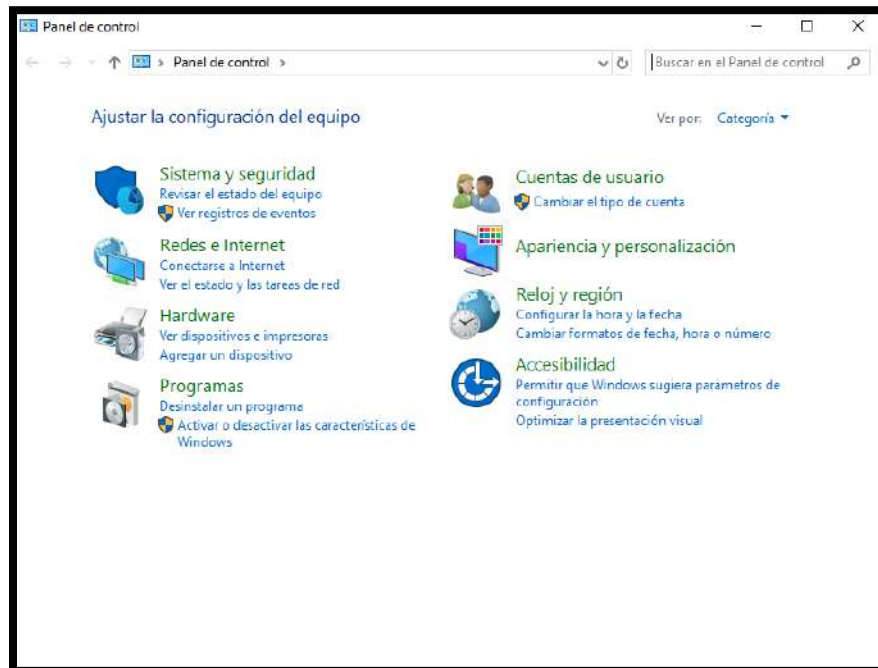 Panel de control
Panel de control
Buscar en el Panel de control
Ajustar la configuración del equipo
Ver por: Categoría
Sistema y seguridad
Revisar el estado del equipo
Ver registros de eventos
Redes e Internet
Conectarse a Internet
Ver el estado y las tareas de red
Hardware
Ver dispositivos e impresoras
Agregar un dispositivo
Programas
Desinstalar un programa
Activar o desactivar las características de
Windows
Cuentas de usuario
Cambiar el tipo de cuenta
Apariencia y personalización
Reloj y región
Configurar la hora y la fecha
Cambiar formatos de fecha, hora o número
Accesibilidad
Permitir que Windows sugiera parámetros de
configuración
Optimizar la presentación visual